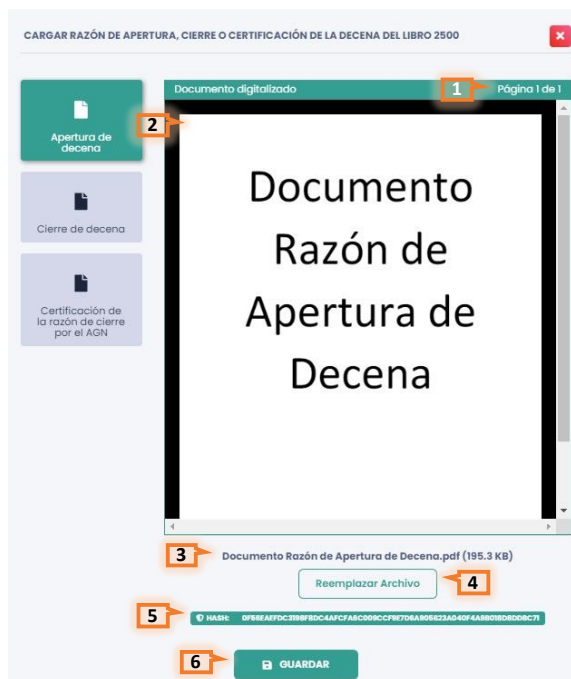 CARGAR RAZÓN DE APERTURA, CIERRE O CERTIFICACIÓN DE LA DECENA DEL LIBRO 2500
Documento digitalizado
1
Página 1 de 1
2
Apertura de
decena
Documento
Razón de
Apertura de
Decena
Cierre de decena
Certificación de
la razón de cierre
por el AGN
3
Documento Razón de Apertura de Decena.pdf (195.3 KB)
Reemplazar Archivo
4
5
HASH:
6
GUARDAR